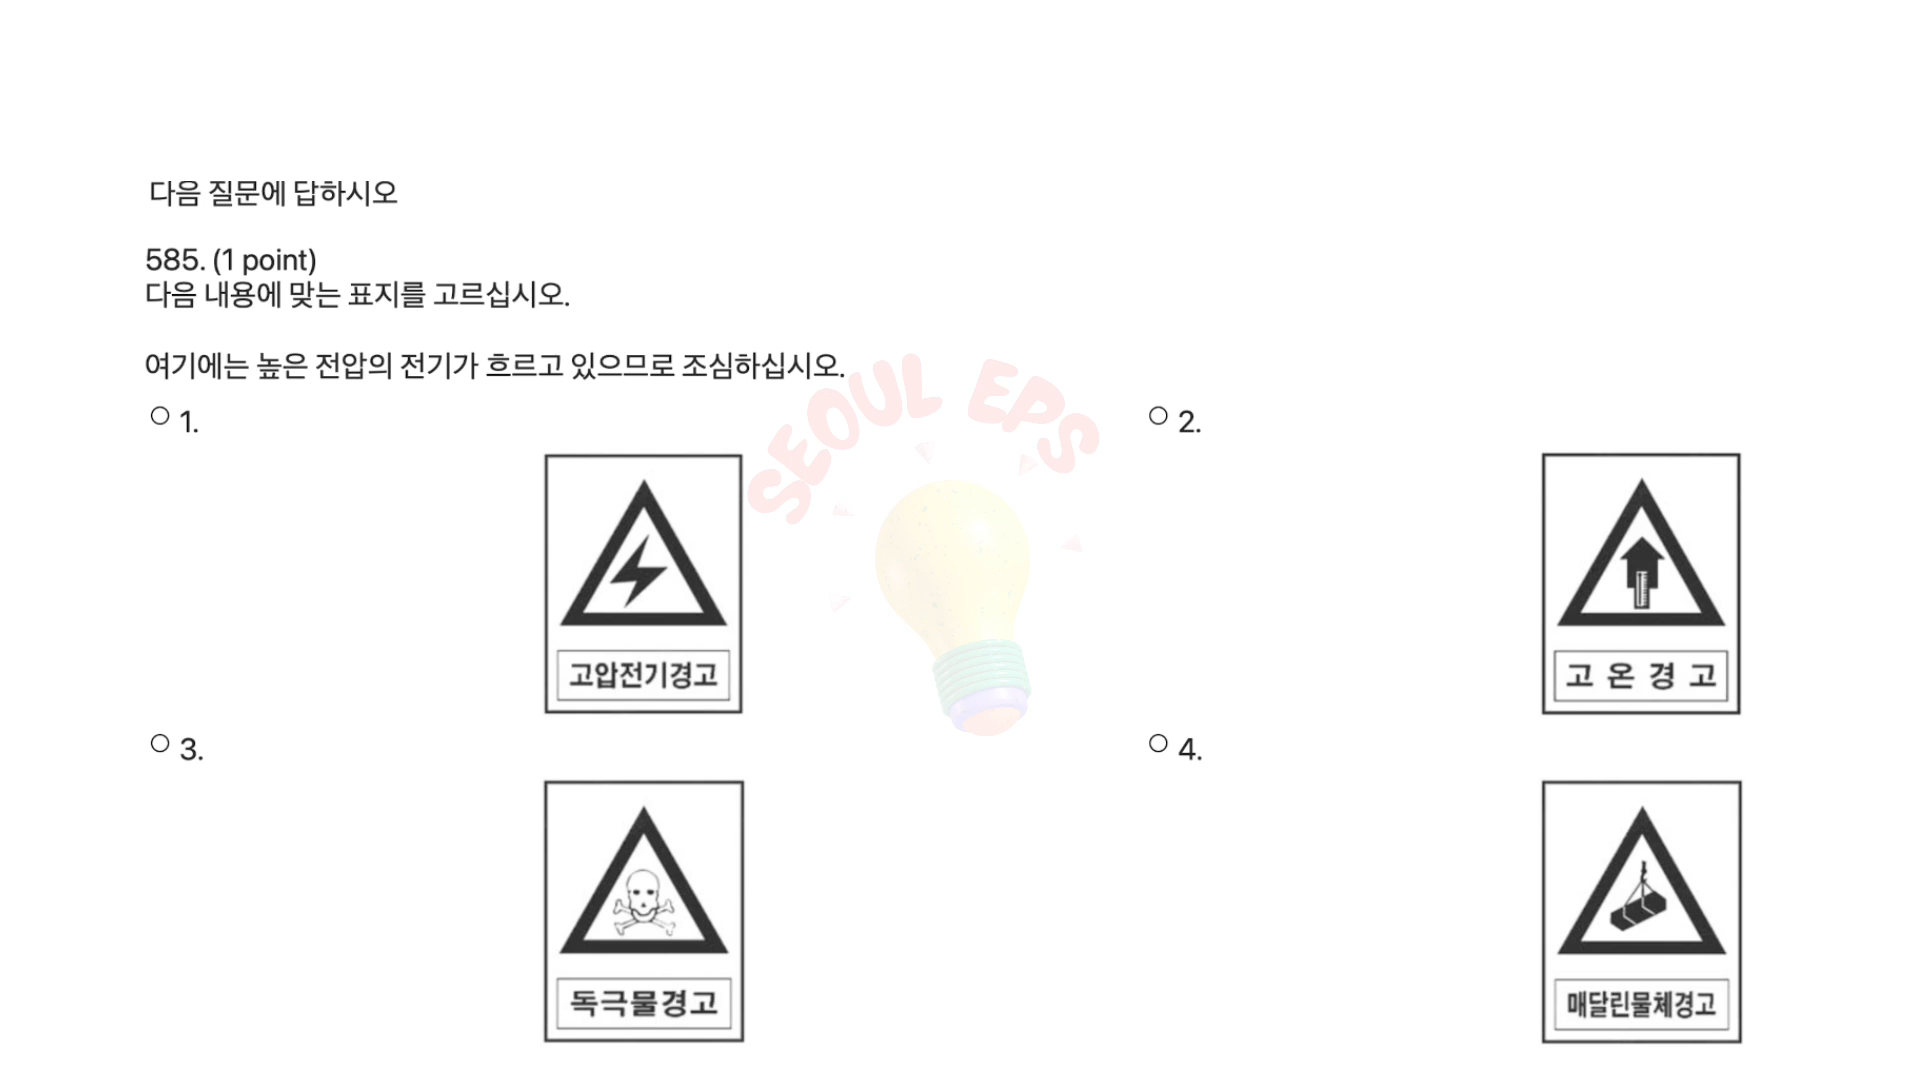 다음 질문에 답하시오
585. (1 point)
다음 내용에 맞는 표지를 고르십시오.
여기에는 높은 전압의 전기가 흐르고 있으므로 조심하십시오.
SEOUL EPS
1.
2.
고압전기경고
고 온 경 고
3.
4.
독극물경고
매달린물체경고